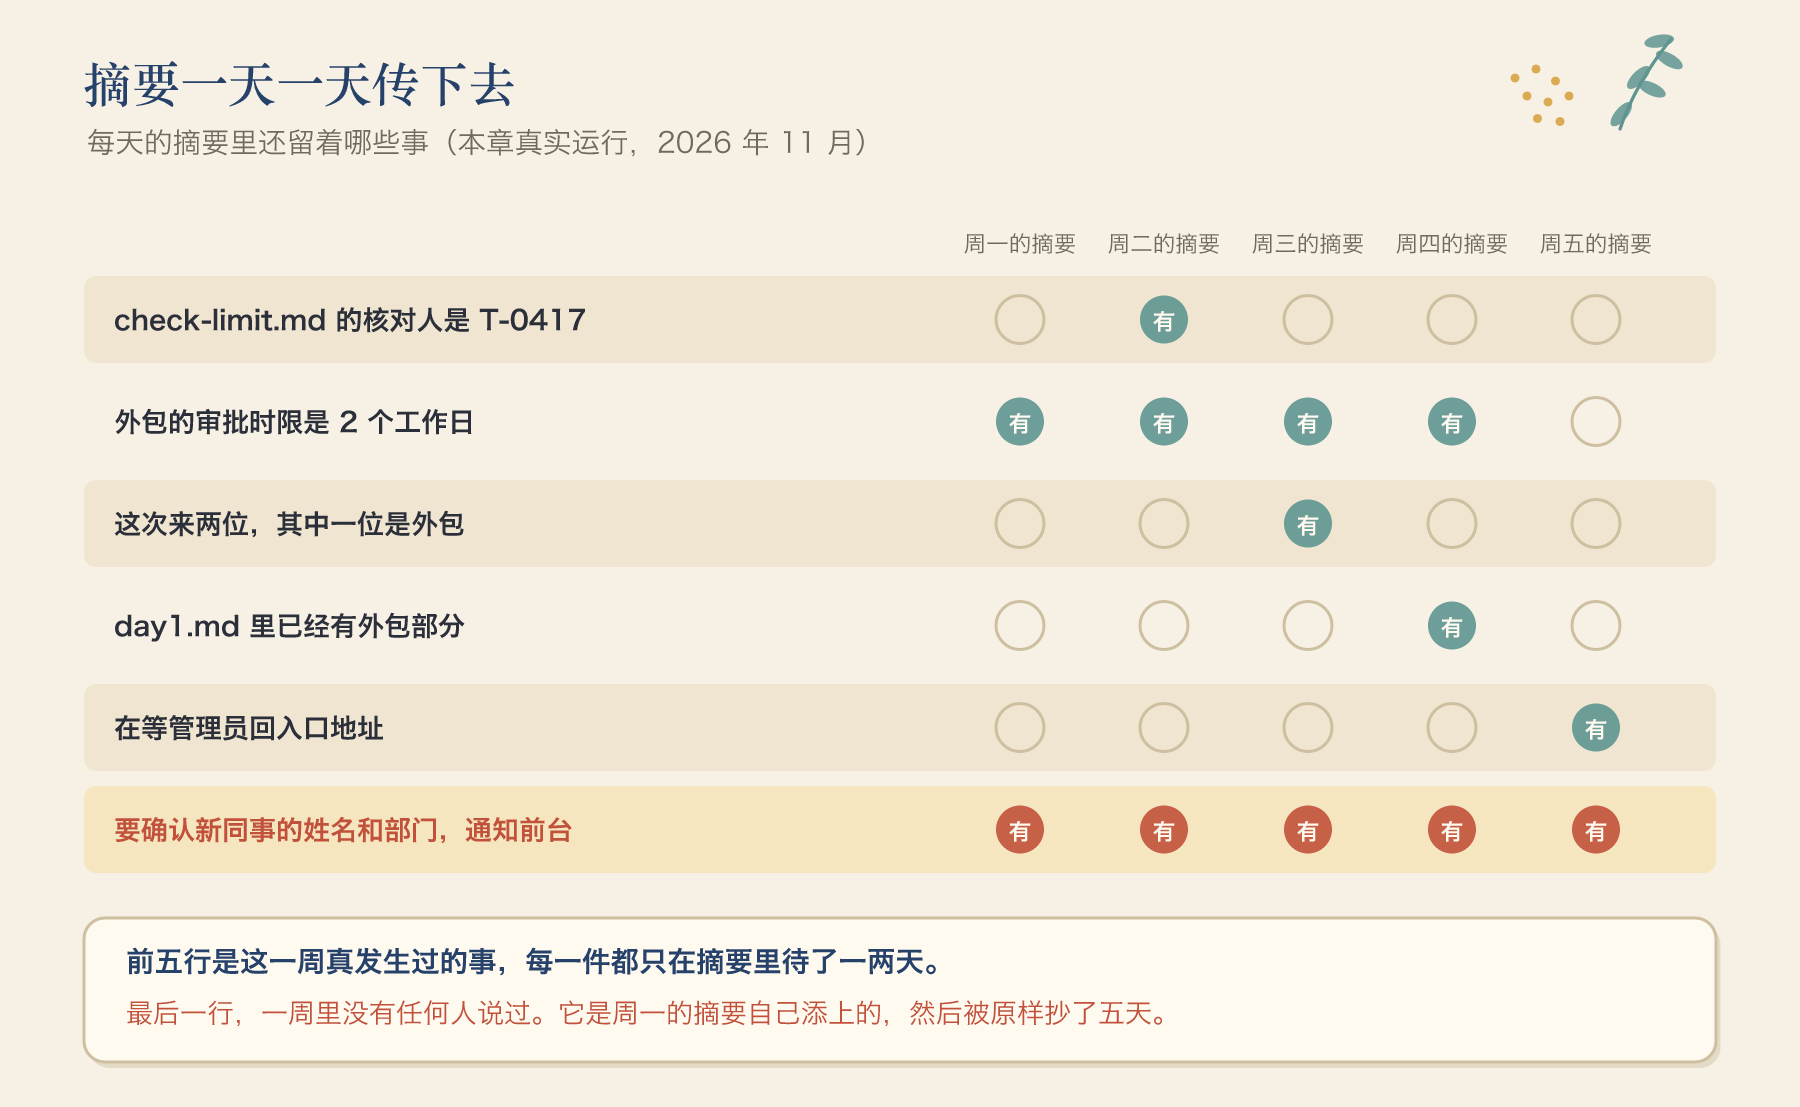 摘要一天一天传下去
每天的摘要里还留着哪些事（本章真实运行，2026 年 11 月）
周一的摘要 周二的摘要 周三的摘要 周四的摘要 周五的摘要
check-limit.md 的核对人是 T-0417 有
外包的审批时限是 2 个工作日 有 有 有 有
这次来两位，其中一位是外包 有
day1.md 里已经有外包部分 有
在等管理员回入口地址 有
要确认新同事的姓名和部门，通知前台 有 有 有 有 有
前五行是这一周真发生过的事，每一件都只在摘要里待了一两天。
最后一行，一周里没有任何人说过。它是周一的摘要自己添上的，然后被原样抄了五天。